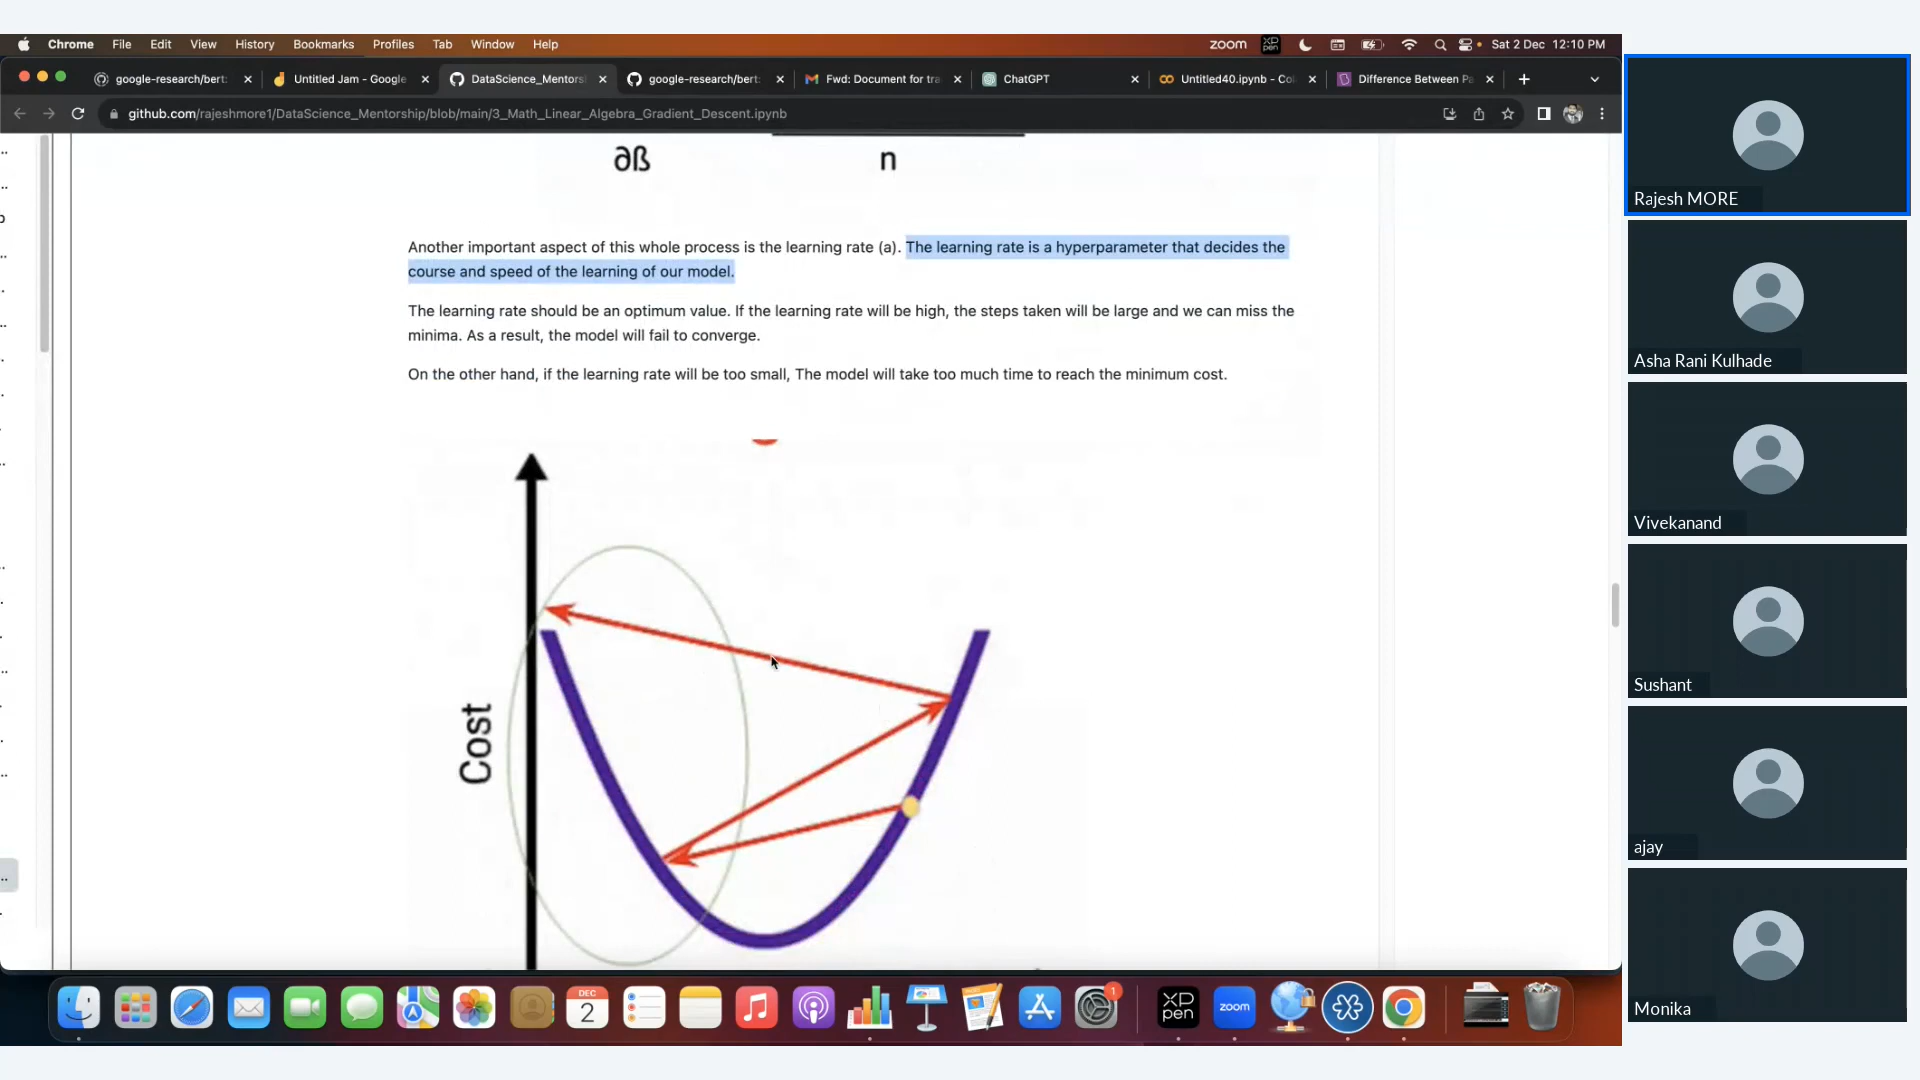 Chrome File Edit View History Bookmarks Profiles Tab Window Help
zoom XP pen Sat 2 Dec 12:10 PM
google-research/bert: Untitled Jam - Google DataScience_Mentors google-research/bert: Fwd: Document for tra ChatGPT Untitled40.ipynb - Co Difference Between Pa
github.com/rajeshmore1/DataScience_Mentorship/blob/main/3_Math_Linear_Algebra_Gradient_Descent.ipynb
∂ß n
Another important aspect of this whole process is the learning rate (a). The learning rate is a hyperparameter that decides the
course and speed of the learning of our model.
The learning rate should be an optimum value. If the learning rate will be high, the steps taken will be large and we can miss the
minima. As a result, the model will fail to converge.
On the other hand, if the learning rate will be too small, The model will take too much time to reach the minimum cost.
Cost
DEC
2
1
XP
pen
zoom
Rajesh MORE
Asha Rani Kulhade
Vivekanand
Sushant
ajay
Monika